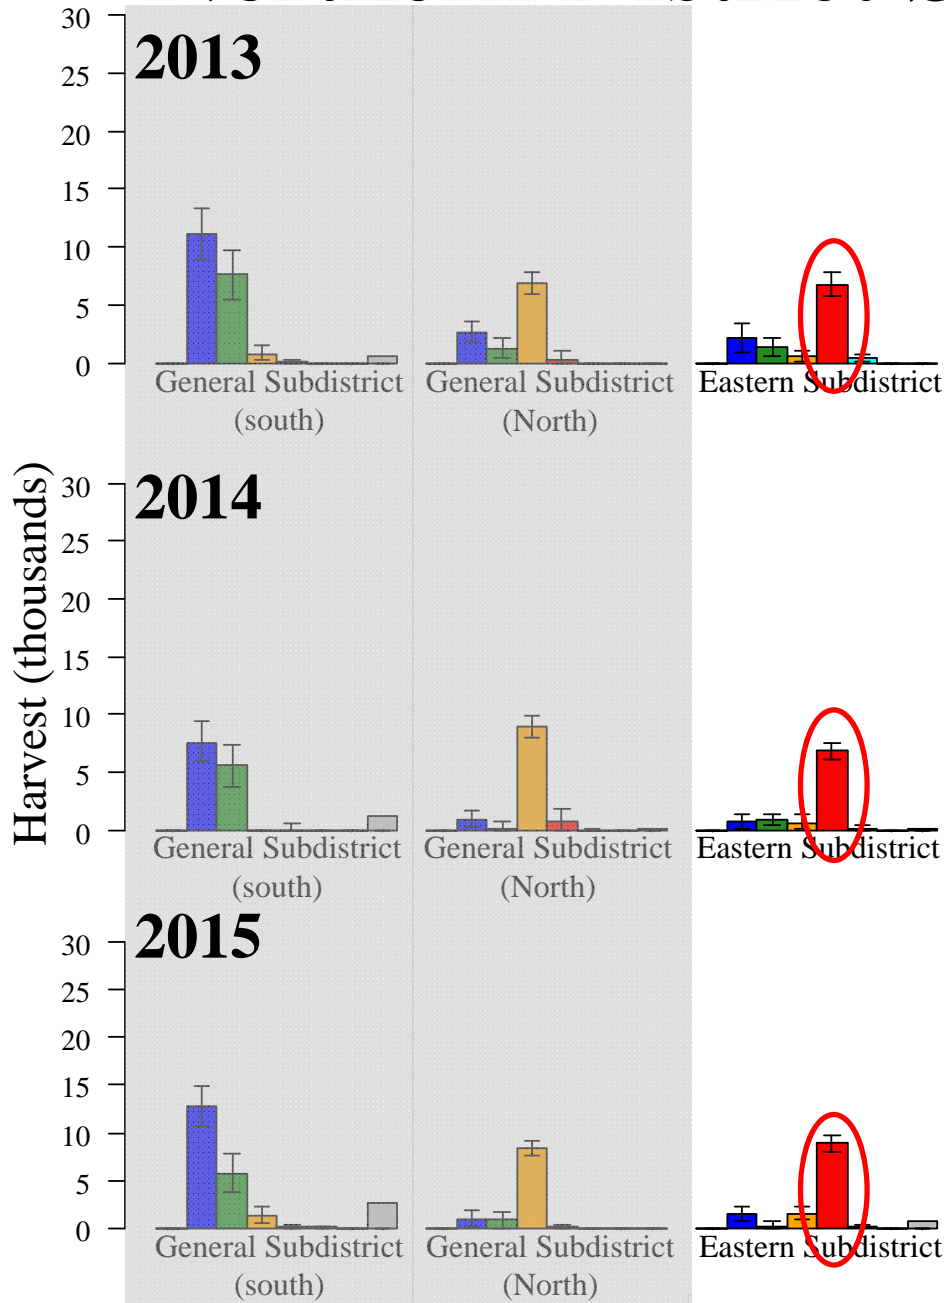 2013
30
25
20
15
10
5
0
General Subdistrict
(south)
General Subdistrict
(North)
Eastern Subdistrict
Harvest (thousands)
2014
30
25
20
15
10
5
0
General Subdistrict
(south)
General Subdistrict
(North)
Eastern Subdistrict
2015
30
25
20
15
10
5
0
General Subdistrict
(south)
General Subdistrict
(North)
Eastern Subdistrict